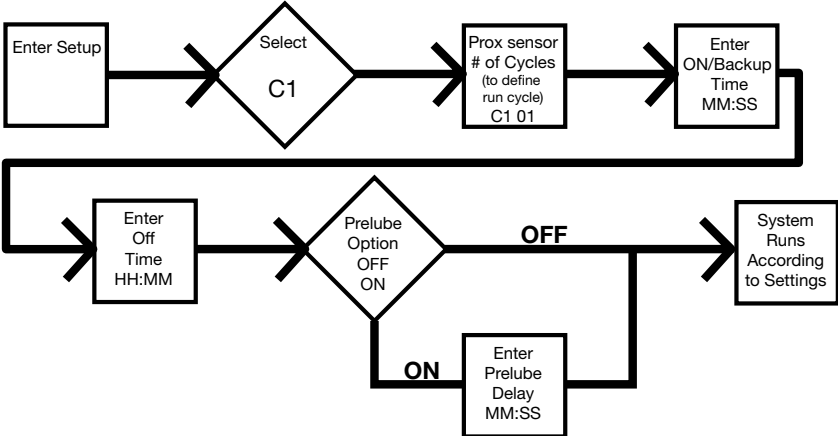 Enter Setup
Select
C1
Prox sensor
# of Cycles
(to define
run cycle)
C1 01
Enter
ON/Backup
Time
MM:SS
Enter
Off
Time
HH:MM
Prelube
Option
OFF
ON
OFF
ON
Enter
Prelube
Delay
MM:SS
System
Runs
According
to Settings